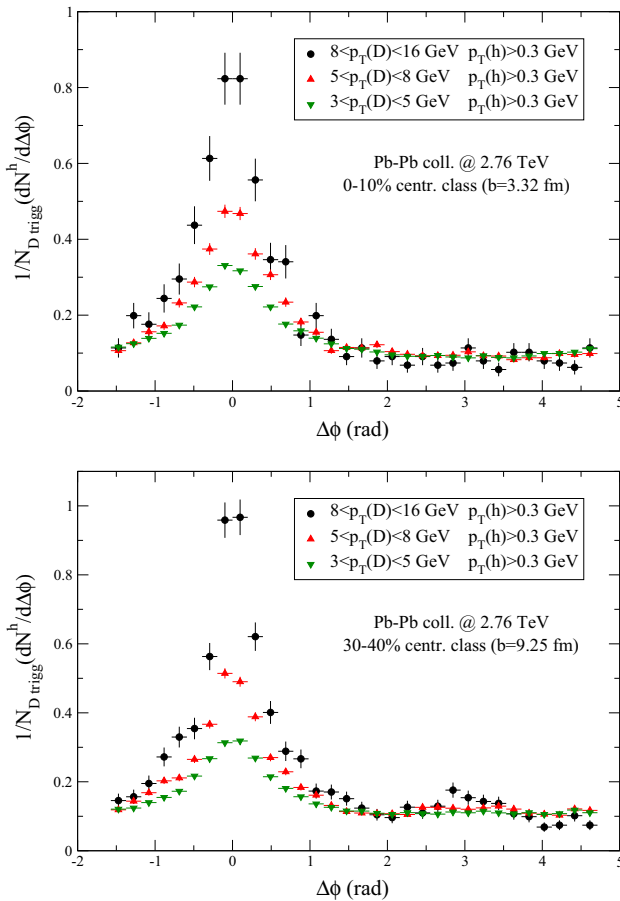 1
0.8
0.6
0.4
0.2
0
1/N_{D trigg}(dN^h/dΔϕ)
8<p_T(D)<16 GeV p_T(h)>0.3 GeV
5<p_T(D)<8 GeV p_T(h)>0.3 GeV
3<p_T(D)<5 GeV p_T(h)>0.3 GeV
Pb-Pb coll. @ 2.76 TeV
0-10% centr. class (b=3.32 fm)
-2 -1 0 1 2 3 4 5
Δϕ (rad)
1
0.8
0.6
0.4
0.2
0
1/N_{D trigg}(dN^h/dΔϕ)
8<p_T(D)<16 GeV p_T(h)>0.3 GeV
5<p_T(D)<8 GeV p_T(h)>0.3 GeV
3<p_T(D)<5 GeV p_T(h)>0.3 GeV
Pb-Pb coll. @ 2.76 TeV
30-40% centr. class (b=9.25 fm)
-2 -1 0 1 2 3 4 5
Δϕ (rad)